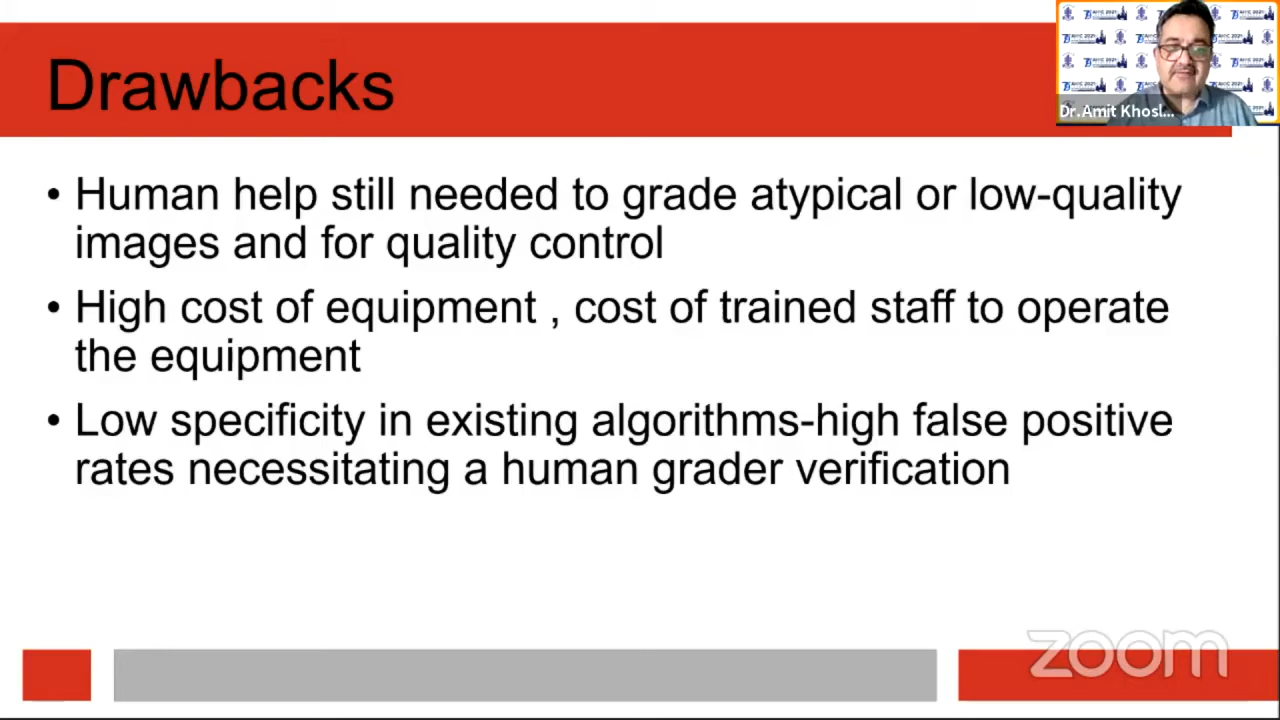 Drawbacks
Dr.Amit Khosl...
• Human help still needed to grade atypical or low-quality
images and for quality control
• High cost of equipment , cost of trained staff to operate
the equipment
• Low specificity in existing algorithms-high false positive
rates necessitating a human grader verification
zoom